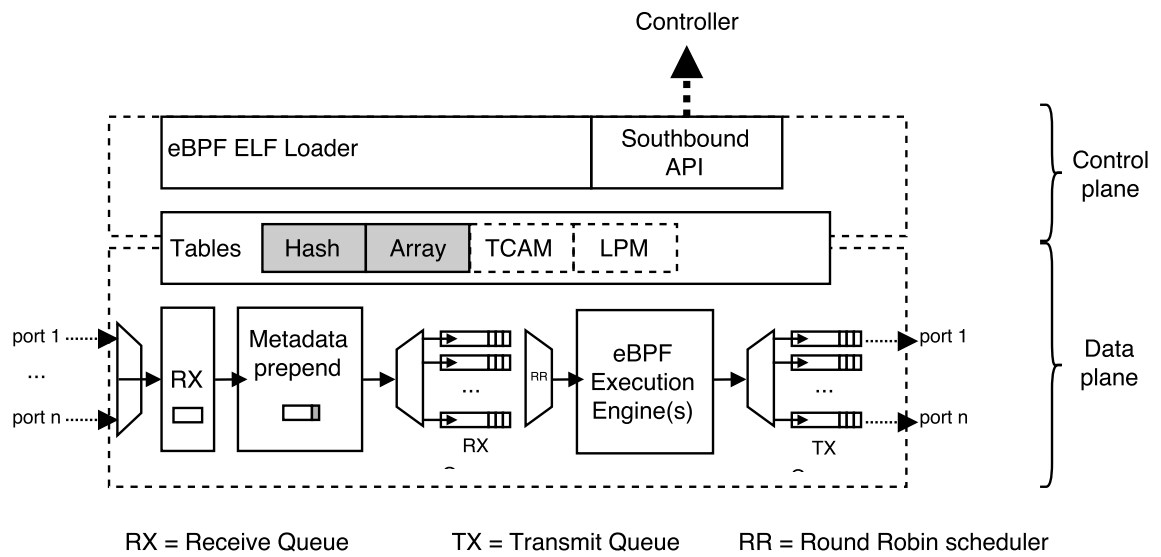 Controller
eBPF ELF Loader
Southbound
API
Control
plane
Tables
Hash
Array
TCAM
LPM
port 1
...
port n
RX
Metadata
prepend
...
RX
RR
eBPF
Execution
Engine(s)
...
TX
port 1
port n
Data
plane
RX = Receive Queue
TX = Transmit Queue
RR = Round Robin scheduler